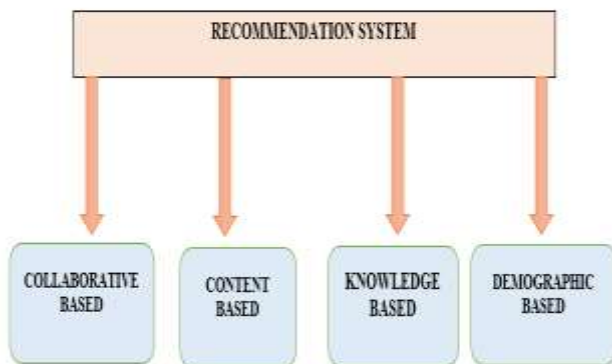 RECOMMENDATION SYSTEM
COLLABORATIVE
BASED
CONTENT
BASED
KNOWLEDGE
BASED
DEMOGRAPHIC
BASED